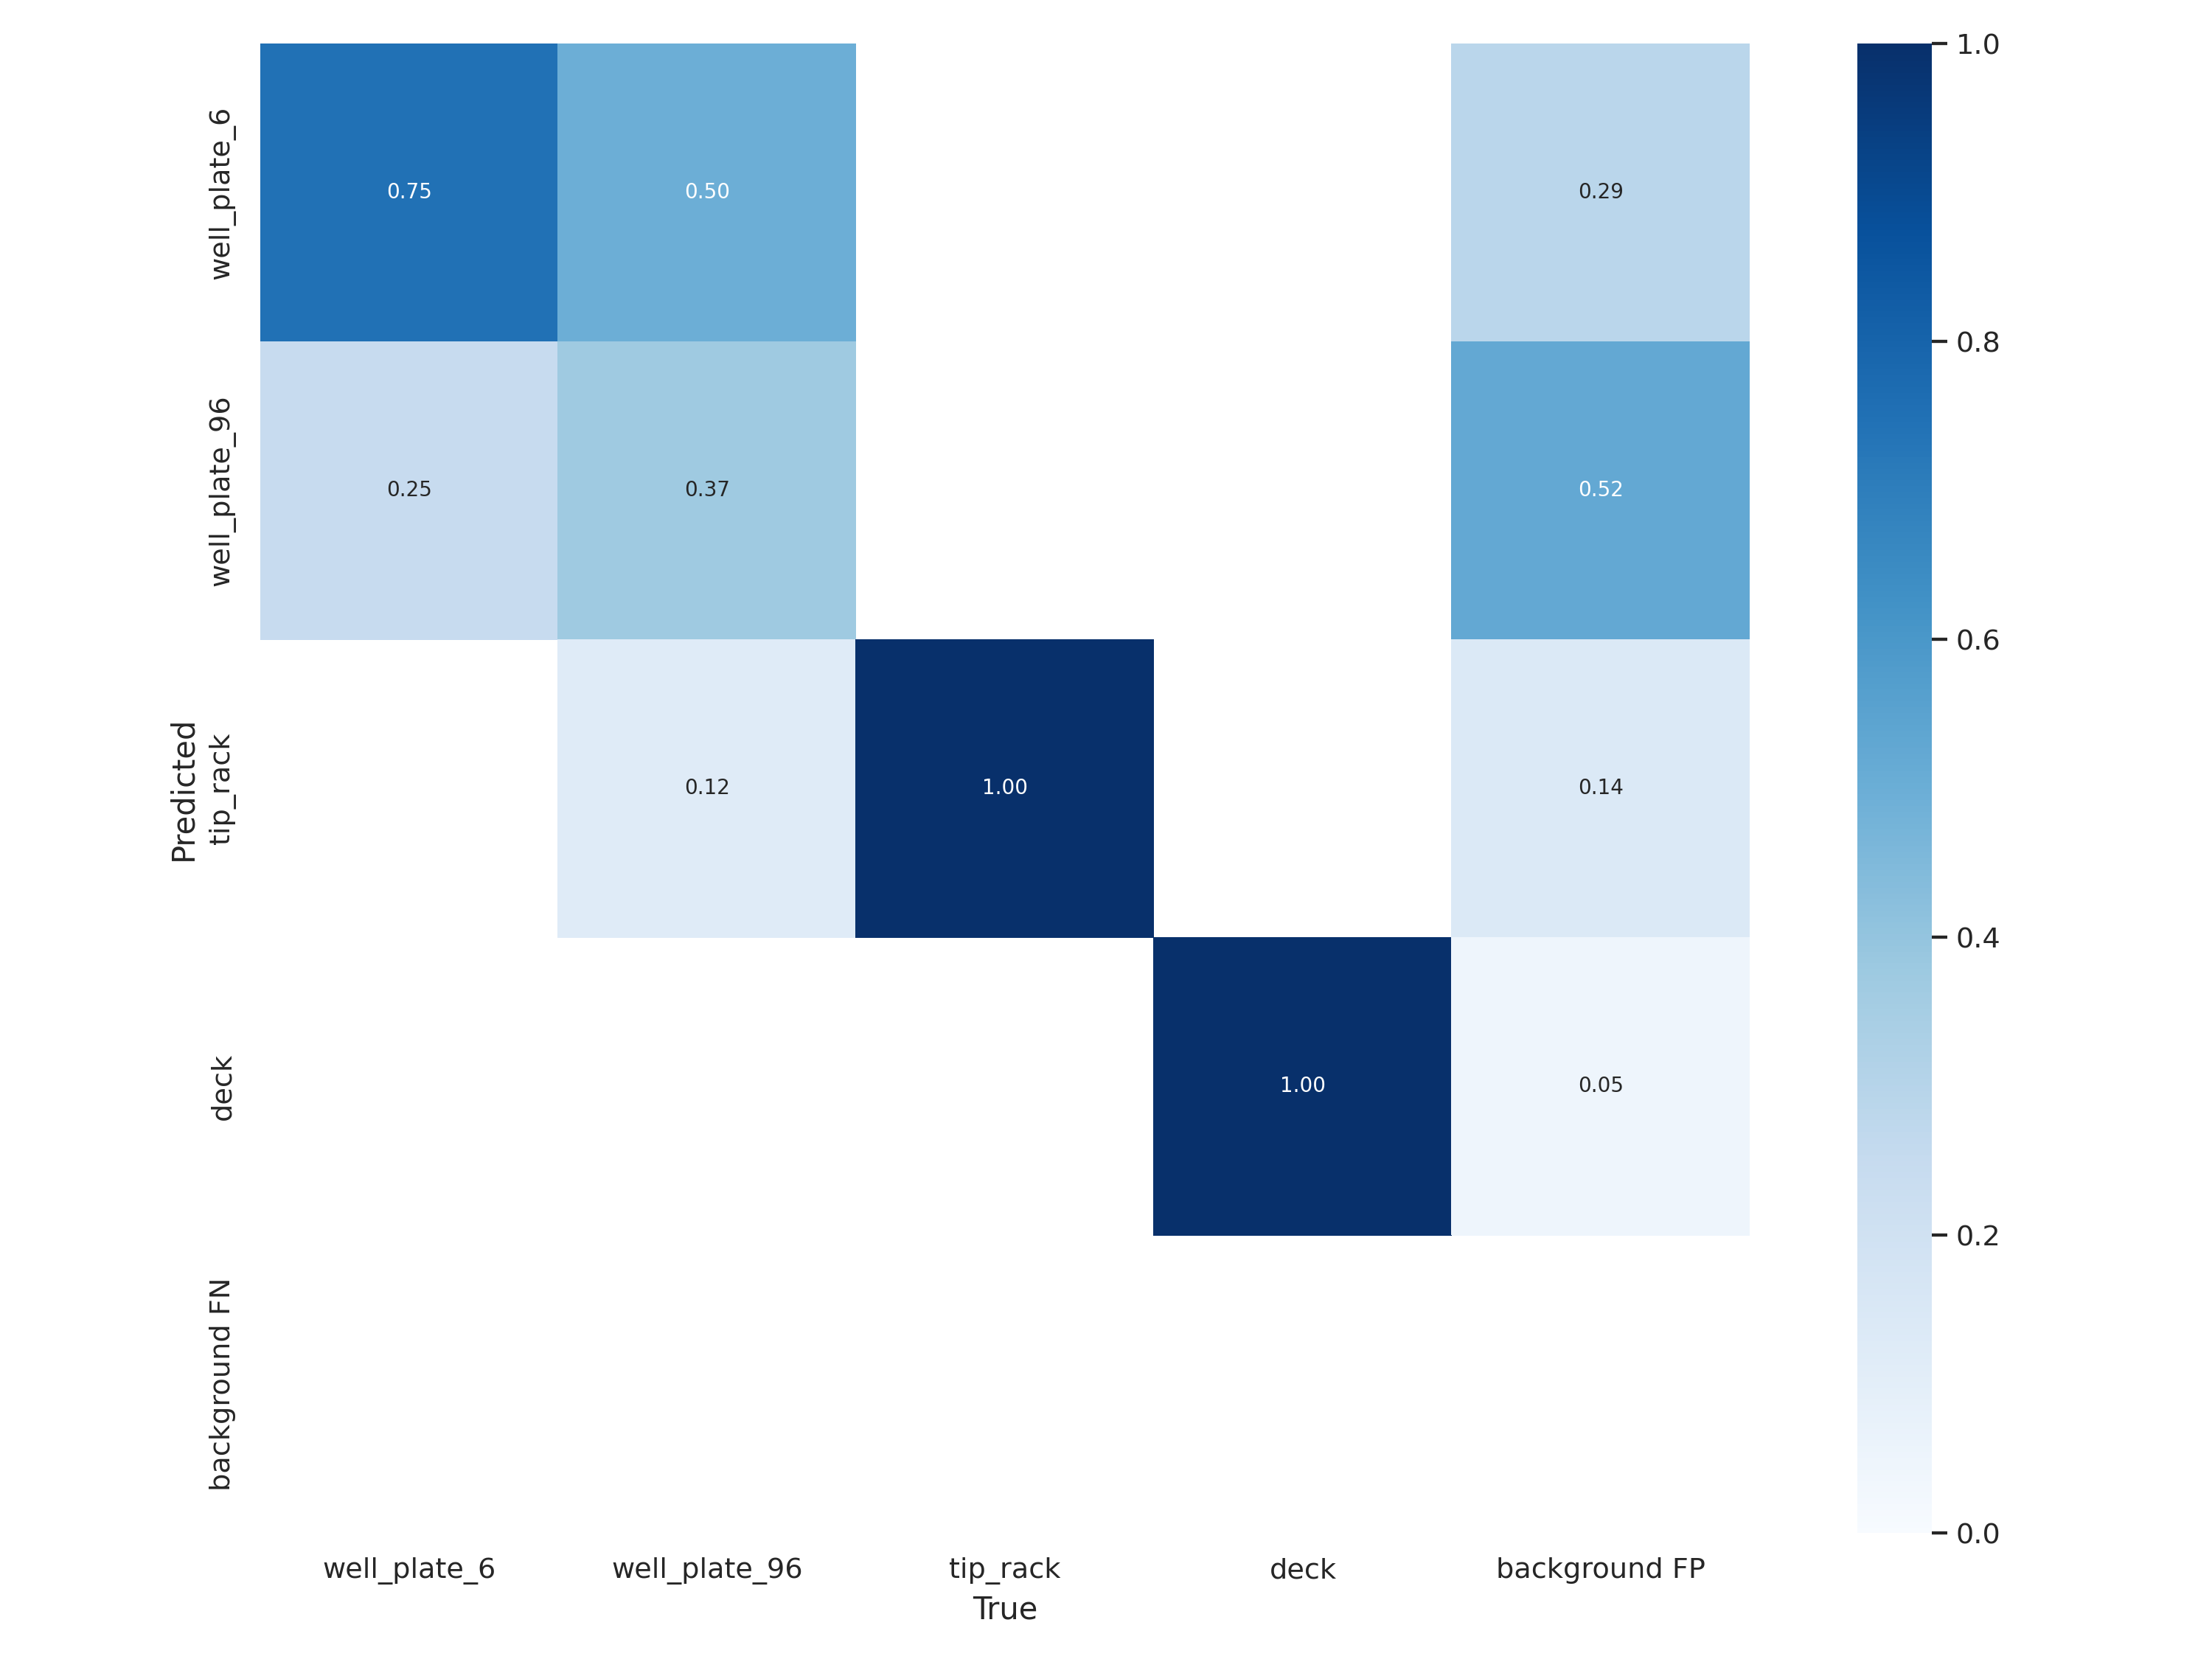 1.0
well_plate_6
0.75
0.50
0.29
0.8
well_plate_96
0.25
0.37
0.52
0.6
Predicted
tip_rack
0.12
1.00
0.14
0.4
deck
1.00
0.05
0.2
background FN
0.0
well_plate_6
well_plate_96
tip_rack
deck
background FP
True